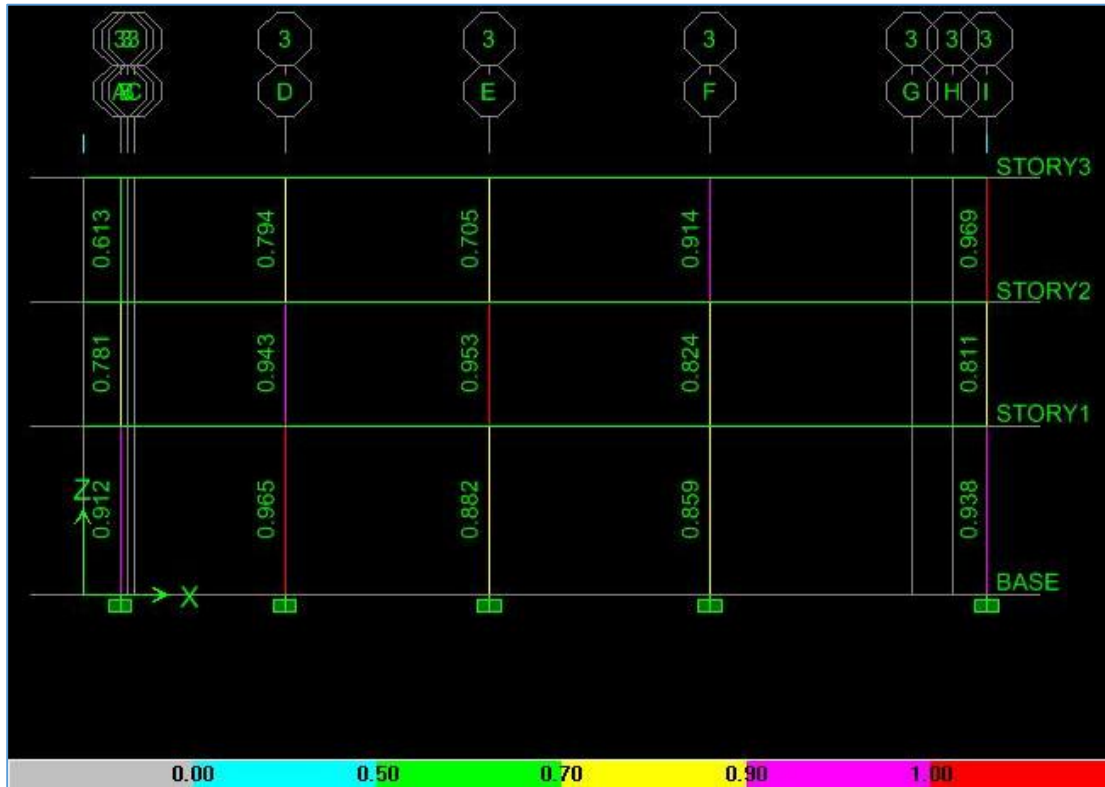 3 3 3 3 3 3 3
A C D E F G H I
STORY3
0.613 0.794 0.705 0.914 0.969
STORY2
0.781 0.943 0.953 0.824 0.811
STORY1
0.912 0.965 0.882 0.859 0.938
Z
BASE
X
0.00 0.50 0.70 0.90 1.00